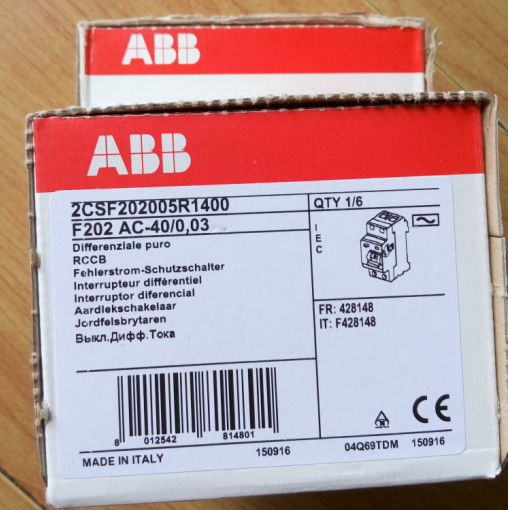 ABB
ABB
2CSF202005R1400
QTY 1/6
F202 AC-40/0,03
Differenziale puro
RCCB
Fehlerstrom-Schutzschalter
Interrupteur différentiel
Interruptor diferencial
Aardlekschakelaar
Jordfelsbrytaren
Выкл.Дифф.Тока
I
E
C
FR: 428148
IT: F428148
8 012542 814801
CE
MADE IN ITALY
150916
04Q69TDM 150916